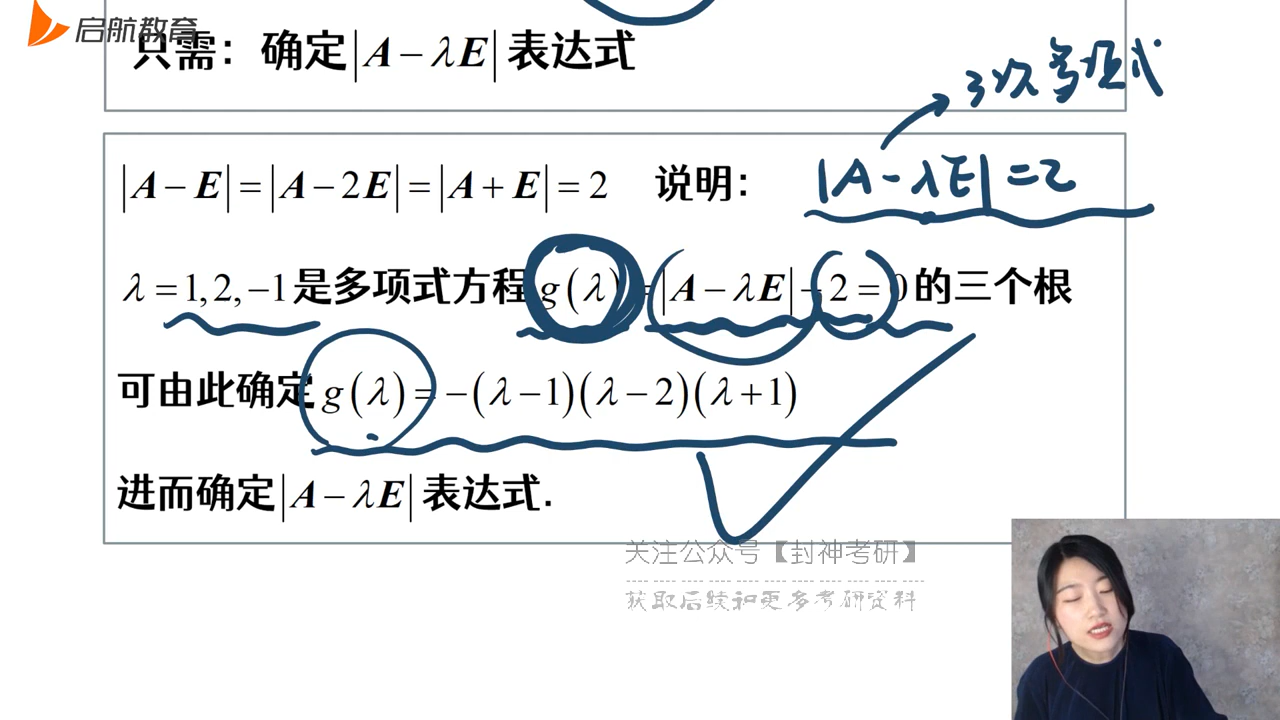 启航教育
只需：确定|A－λE|表达式
3次多项式
|A－E|=|A－2E|=|A＋E|=2 说明： |A-λE|=2
λ=1,2,−1是多项式方程g(λ)=|A－λE|－2=0的三个根
可由此确定g(λ)=－(λ－1)(λ－2)(λ+1)
进而确定|A－λE|表达式.
关注公众号【封神考研】
获取后续和更多考研资料